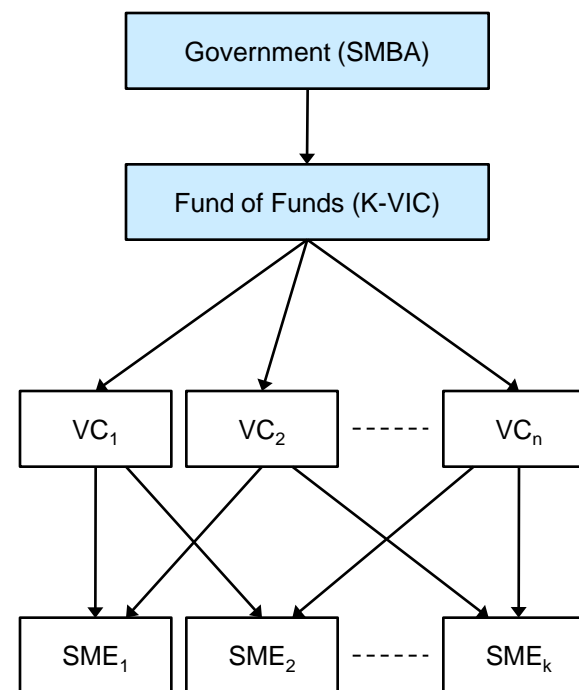 Government (SMBA)
Fund of Funds (K-VIC)
VC₁ VC₂ VCₙ
SME₁ SME₂ SMEₖ